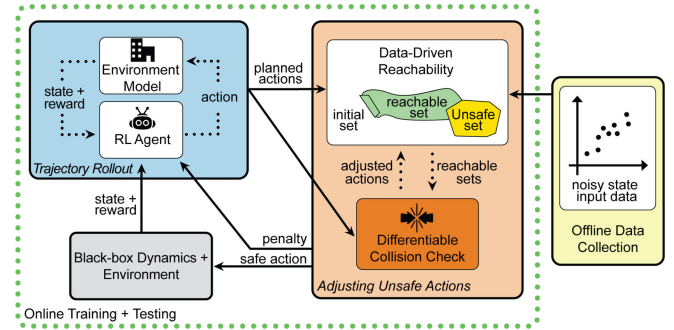 Environment
Model
state +
reward
action
RL Agent
Trajectory Rollout
planned
actions
Data-Driven
Reachability
initial
set
reachable
set
Unsafe
set
adjusted
actions
reachable
sets
Differentiable
Collision Check
Adjusting Unsafe Actions
noisy state
input data
Offline Data
Collection
state +
reward
penalty
safe action
Black-box Dynamics +
Environment
Online Training + Testing